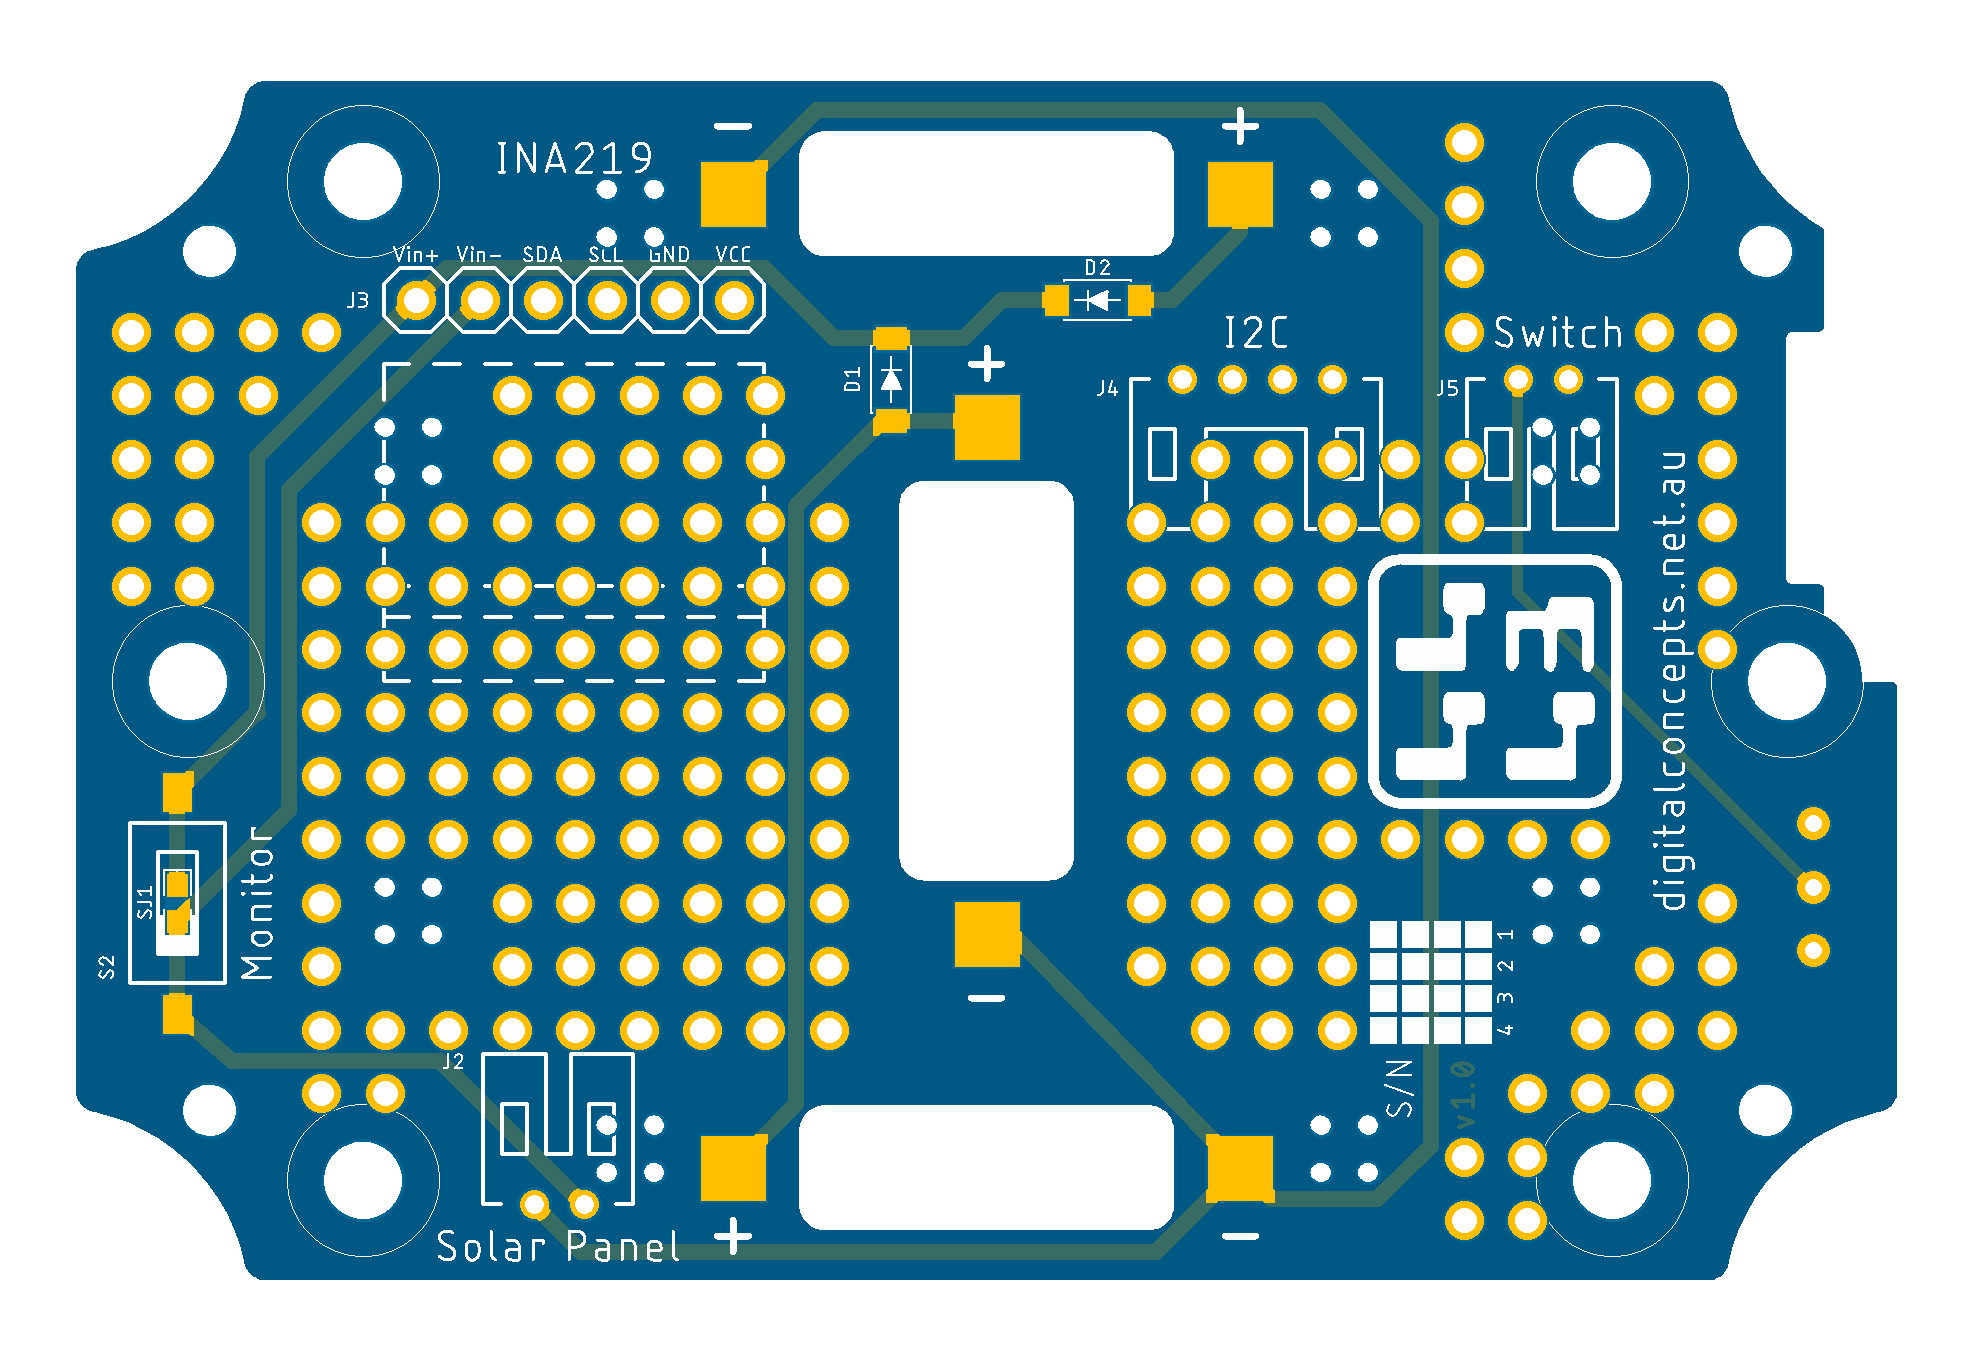 − +
INA219
Vin+ Vin− SDA SCL GND VCC
J3
D2
I2C
Switch
D1
+
J4
J5
digitalconcepts.net.au
SJ1
Monitor
S2
−
1
2
3
4
J2
S/N
v1.0
Solar Panel
+ −